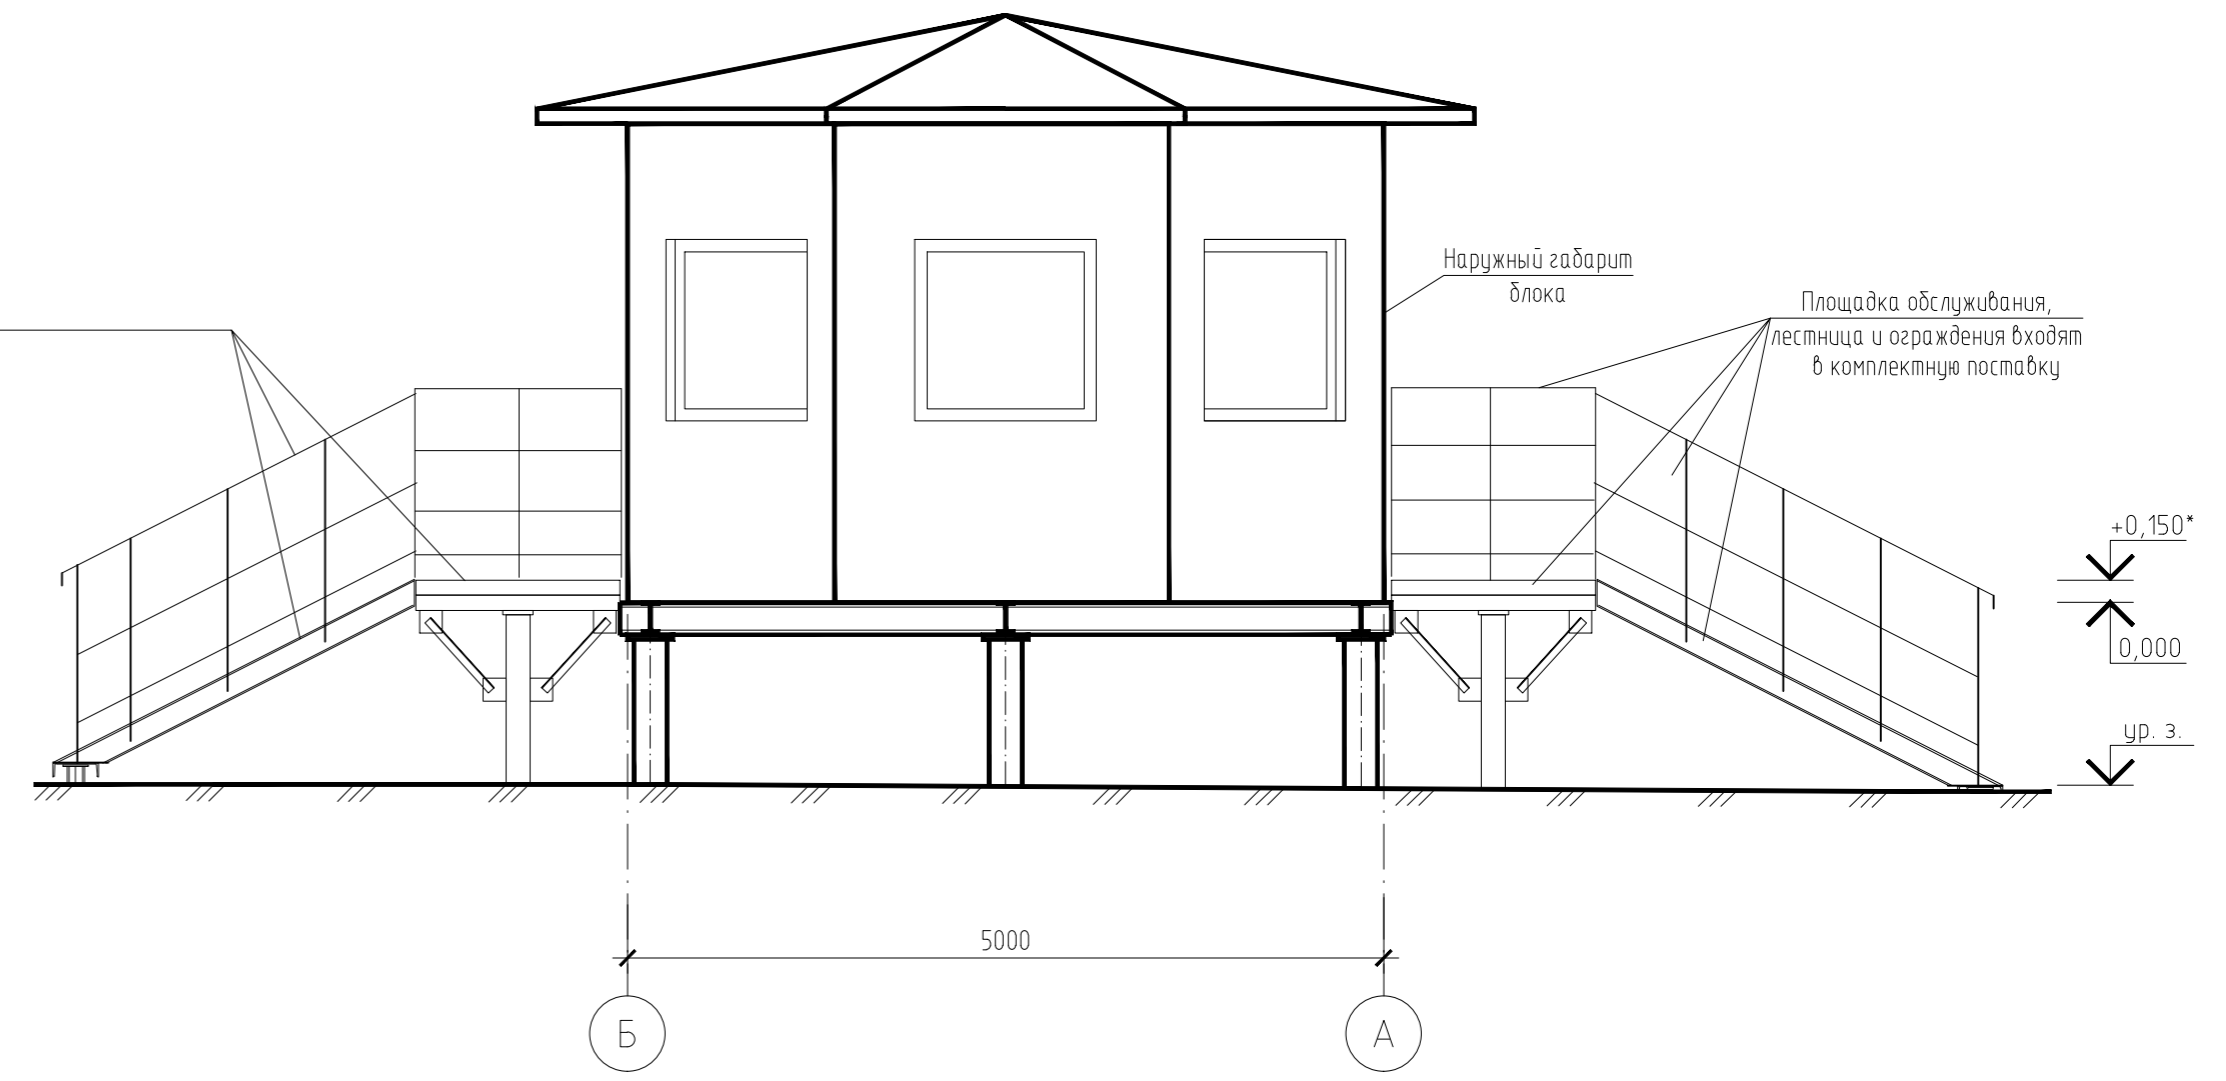 Наружный габарит
блока
Площадка обслуживания,
лестница и ограждения входят
в комплектную поставку
+0,150*
0,000
ур. з.
5000
Б
А